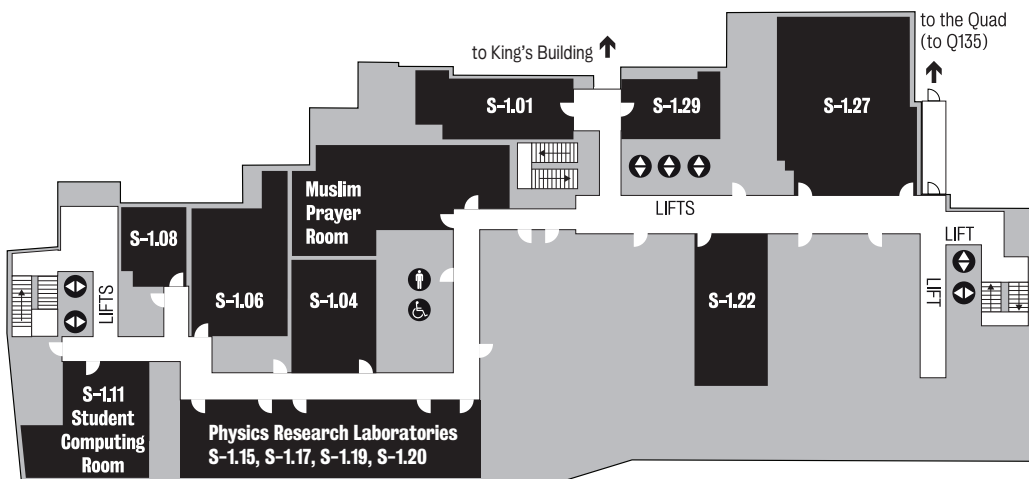 to the Quad
(to Q135)
to King's Building
S–1.01
S–1.29
S–1.27
Muslim
Prayer
Room
LIFTS
S–1.08
LIFT
S–1.06
S–1.04
S–1.22
LIFTS
LIFT
S–1.11
Student
Computing
Room
Physics Research Laboratories
S–1.15, S–1.17, S–1.19, S–1.20